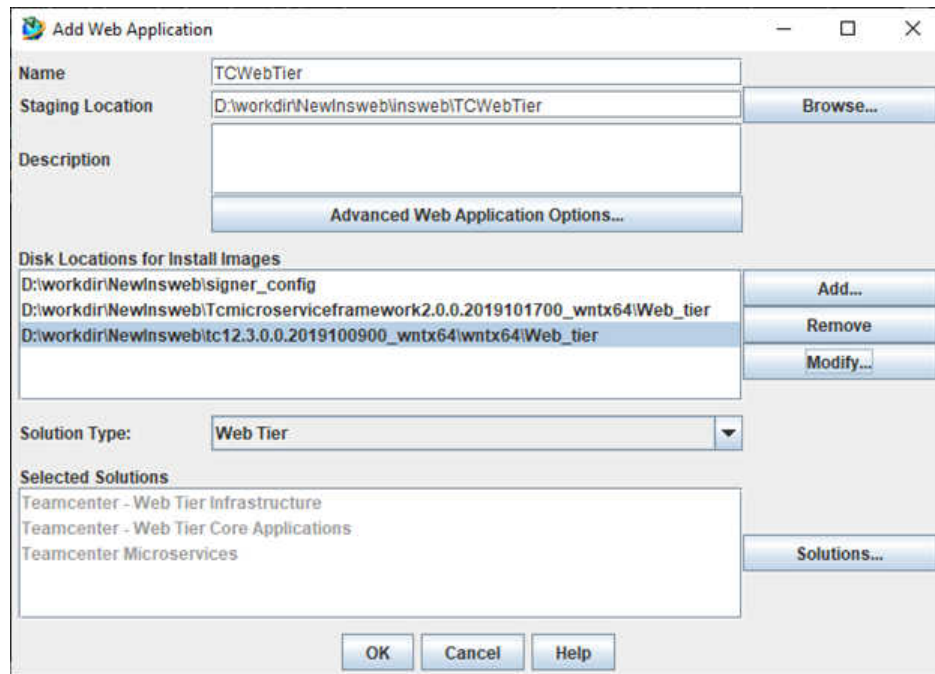 Add Web Application
Name
TCWebTier
Staging Location
D:\workdir\NewInsweb\insweb\TCWebTier
Browse...
Description
Advanced Web Application Options...
Disk Locations for Install Images
D:\workdir\NewInsweb\signer_config
D:\workdir\NewInsweb\Tcmicroserviceframework2.0.0.2019101700_wntx64\Web_tier
D:\workdir\NewInsweb\tc12.3.0.0.2019100900_wntx64\wntx64\Web_tier
Add...
Remove
Modify...
Solution Type:
Web Tier
Selected Solutions
Teamcenter - Web Tier Infrastructure
Teamcenter - Web Tier Core Applications
Teamcenter Microservices
Solutions...
OK
Cancel
Help